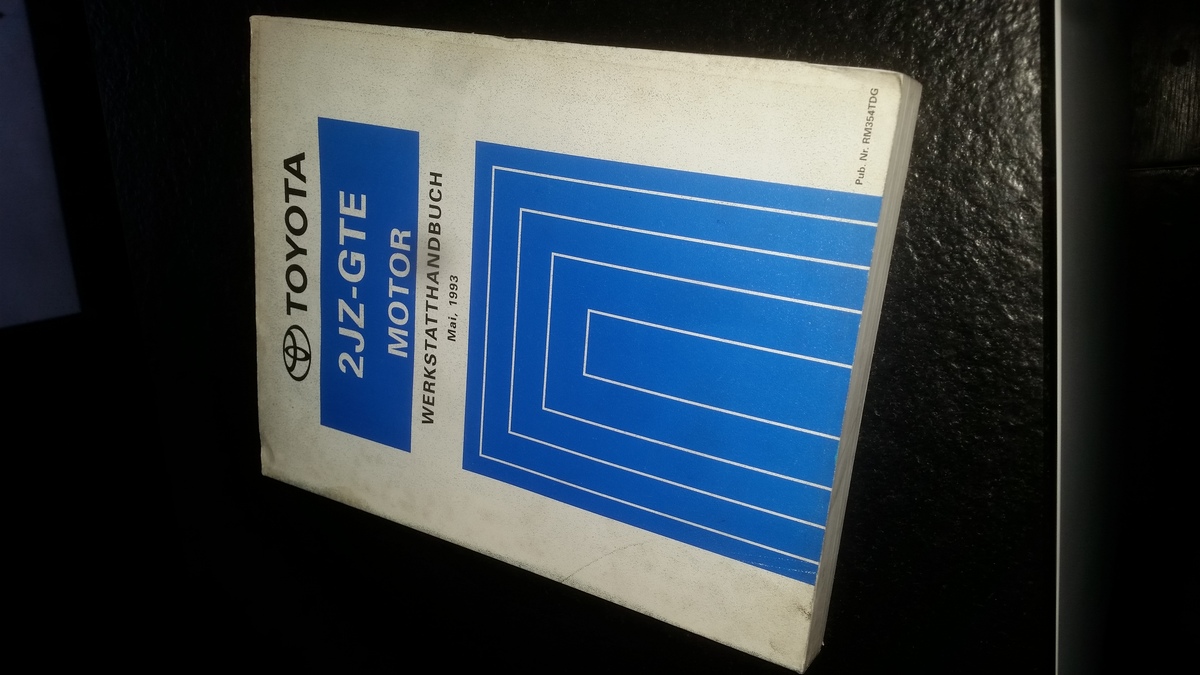 TOYOTA
2JZ-GTE
MOTOR
WERKSTATTHANDBUCH
Mai, 1993
Pub. Nr. RM354TDG